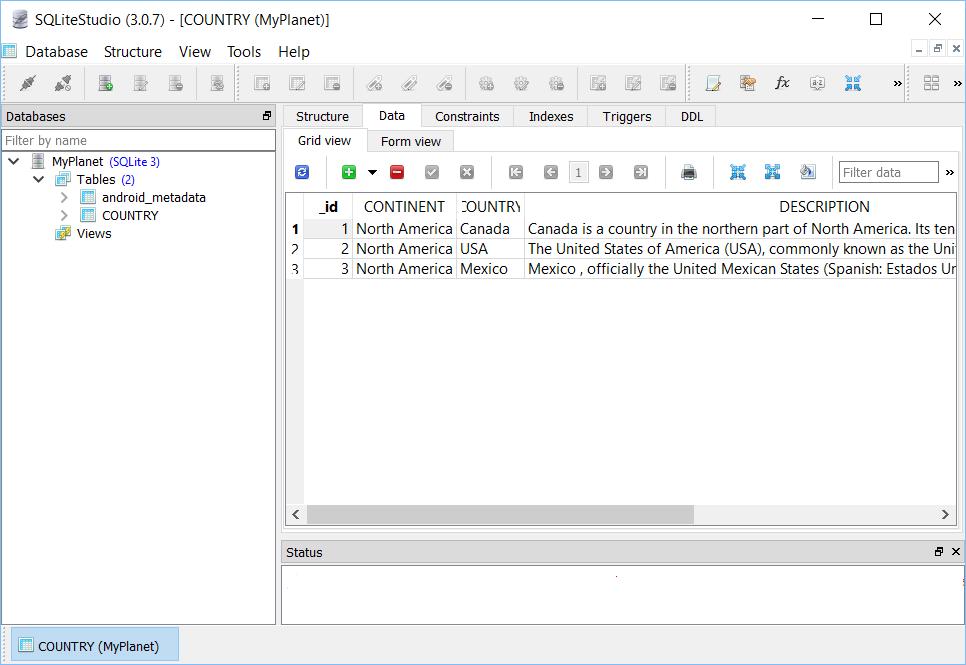 SQLiteStudio (3.0.7) - [COUNTRY (MyPlanet)]
Database Structure View Tools Help
Databases
Filter by name
MyPlanet (SQLite 3)
Tables (2)
android_metadata
COUNTRY
Views
Structure Data Constraints Indexes Triggers DDL
Grid view Form view
1 Filter data
_id CONTINENT COUNTRY DESCRIPTION
1 1 North America Canada Canada is a country in the northern part of North America. Its ten
2 2 North America USA The United States of America (USA), commonly known as the Unit
3 3 North America Mexico Mexico , officially the United Mexican States (Spanish: Estados Un
Status
COUNTRY (MyPlanet)